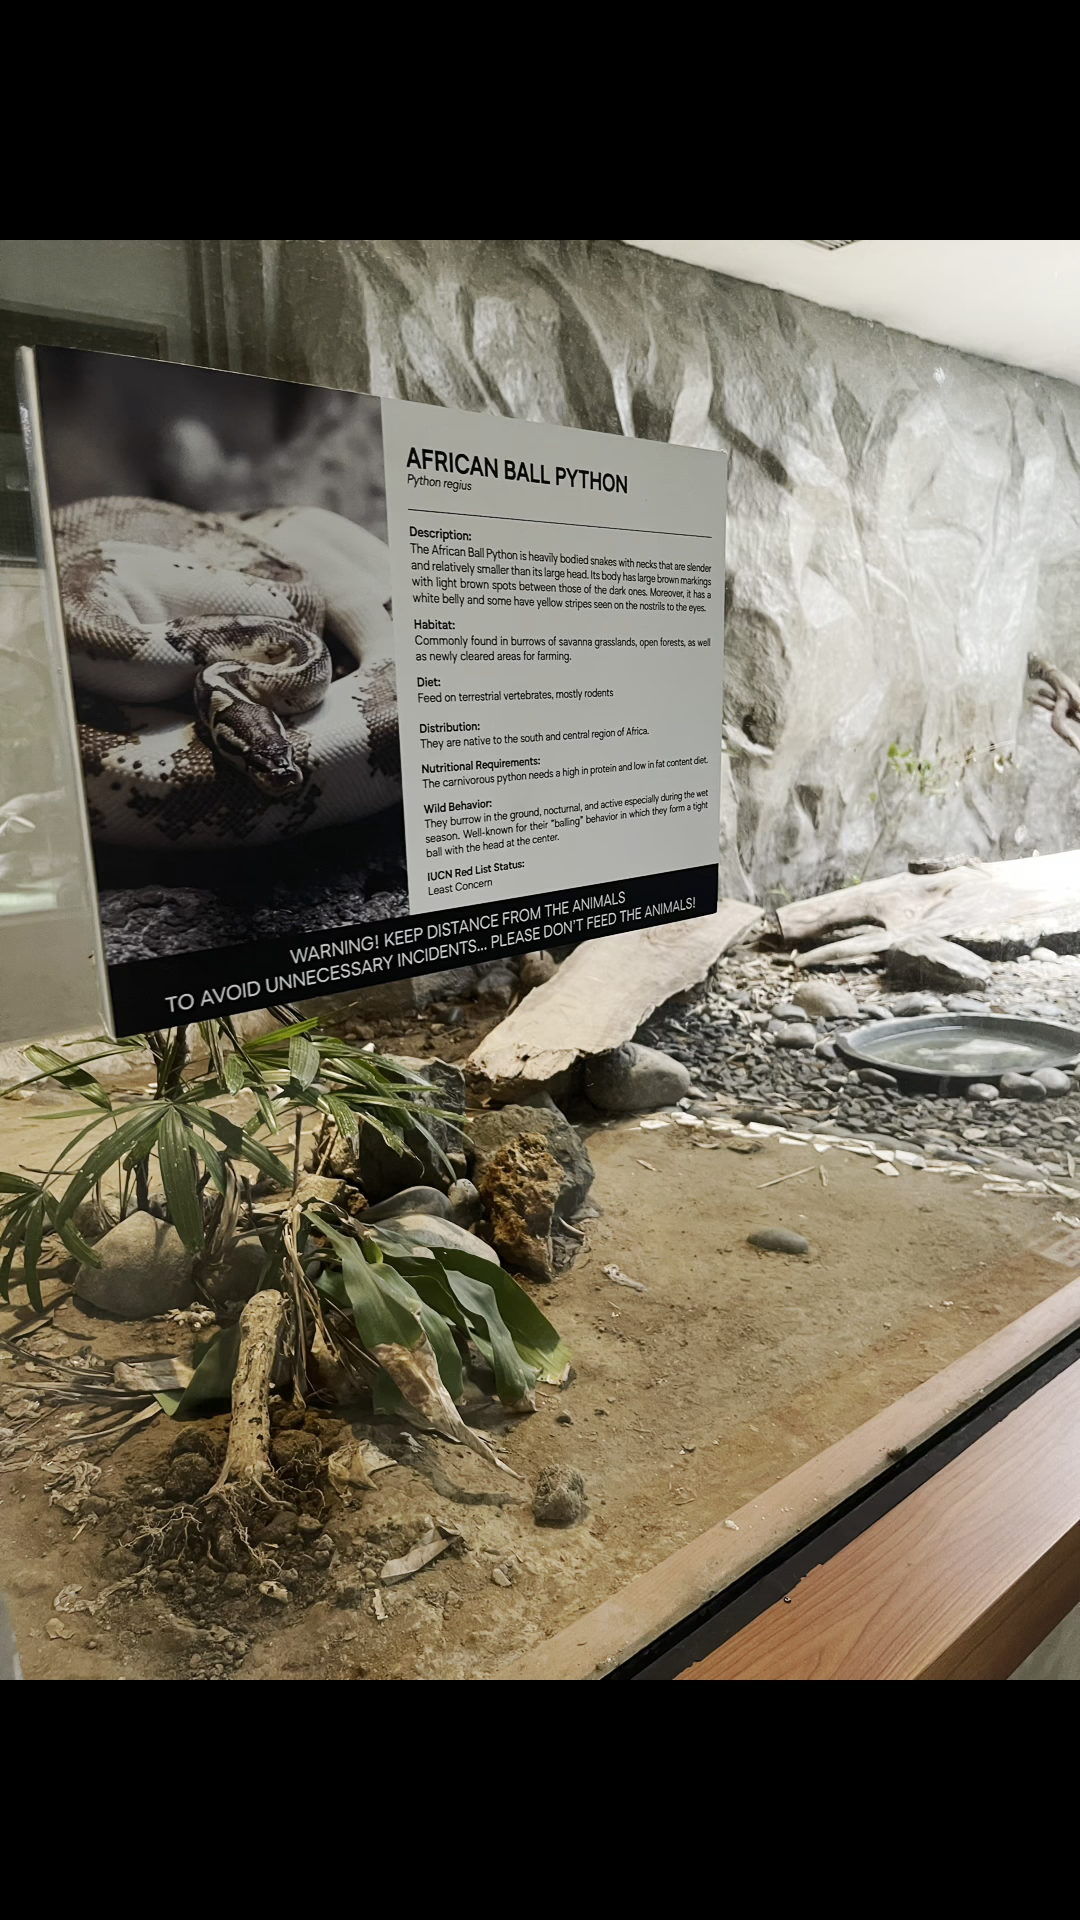 AFRICAN BALL PYTHON
Python regius
Description:
The African Ball Python is heavily bodied snakes with necks that are slender
and relatively smaller than its large head. Its body has large brown markings
with light brown spots between those of the dark ones. Moreover, it has a
white belly and some have yellow stripes seen on the nostrils to the eyes.
Habitat:
Commonly found in burrows of savanna grasslands, open forests, as well
as newly cleared areas for farming.
Diet:
Feed on terrestrial vertebrates, mostly rodents
Distribution:
They are native to the south and central region of Africa.
Nutritional Requirements:
The carnivorous python needs a high in protein and low in fat content diet.
Wild Behavior:
They burrow in the ground, nocturnal, and active especially during the wet
season. Well-known for their "balling" behavior in which they form a tight
ball with the head at the center.
IUCN Red List Status:
Least Concern
WARNING! KEEP DISTANCE FROM THE ANIMALS
TO AVOID UNNECESSARY INCIDENTS... PLEASE DON'T FEED THE ANIMALS!